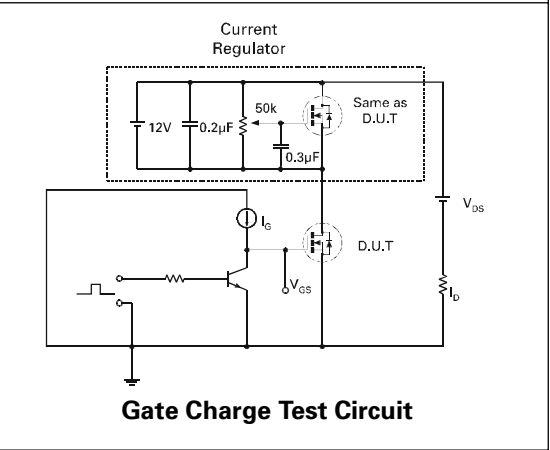 Current
Regulator
12V
0.2µF
50k
0.3µF
Same as
D.U.T
V_DS
I_G
D.U.T
V_GS
I_D
Gate Charge Test Circuit